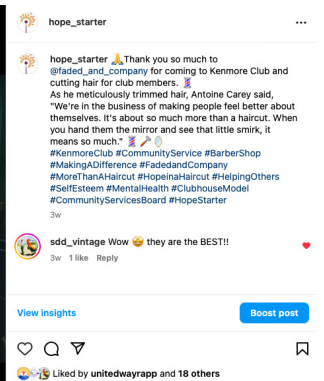 hope_starter
hope_starter 🙏Thank you so much to
@faded_and_company for coming to Kenmore Club and
cutting hair for club members. 💈
As he meticulously trimmed hair, Antoine Carey said,
"We're in the business of making people feel better about
themselves. It's about so much more than a haircut. When
you hand them the mirror and see that little smirk, it
means so much." 💈🪒🪞
#KenmoreClub #CommunityService #BarberShop
#MakingADifference #FadedandCompany
#MoreThanAHaircut #HopeinaHaircut #HelpingOthers
#SelfEsteem #MentalHealth #ClubhouseModel
#CommunityServicesBoard #HopeStarter
3w
sdd_vintage Wow 🤩 they are the BEST!!
3w 1 like Reply
View insights
Boost post
Liked by unitedwayrapp and 18 others